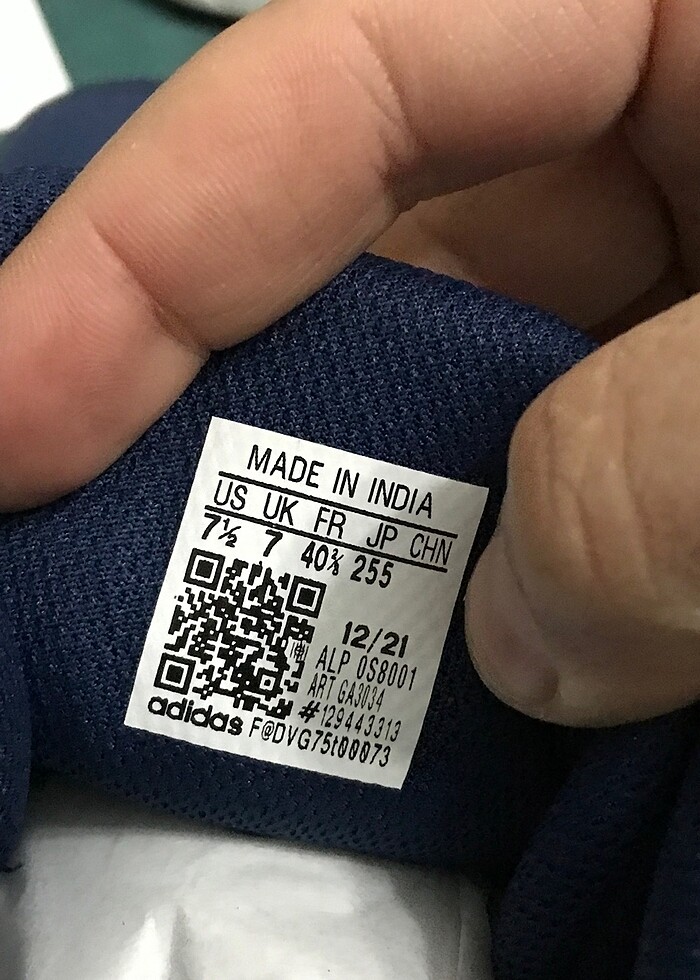 MADE IN INDIA
US UK FR JP CHN
7½ 7 40⅔ 255
12/21
ALP 0S8001
ART GA3034
#129443313
adidas F@DVG75t00073